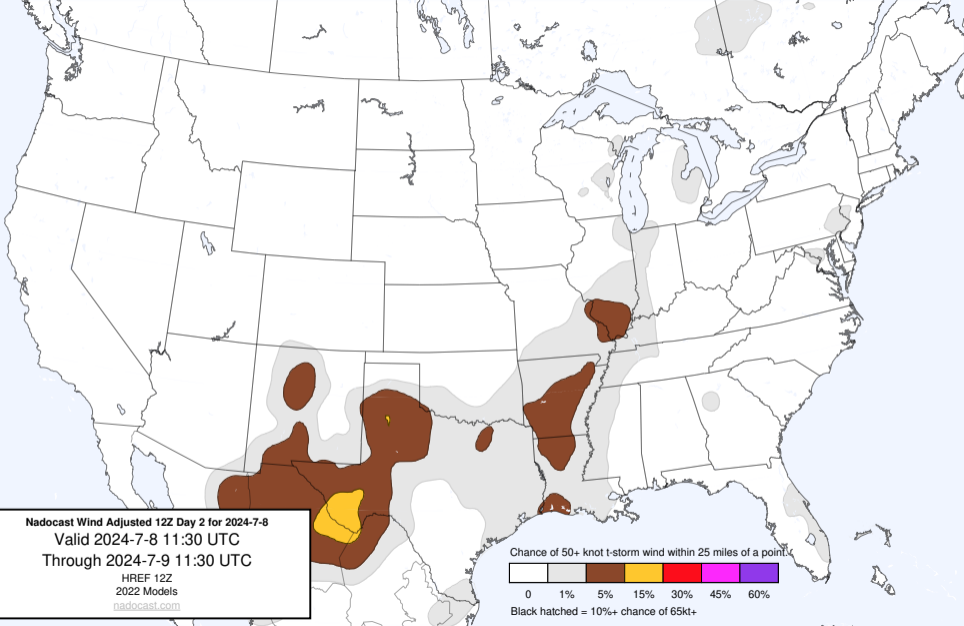 Nadocast Wind Adjusted 12Z Day 2 for 2024-7-8
Valid 2024-7-8 11:30 UTC
Through 2024-7-9 11:30 UTC
HREF 12Z
2022 Models
nadocast.com
Chance of 50+ knot t-storm wind within 25 miles of a point.
0 1% 5% 15% 30% 45% 60%
Black hatched = 10%+ chance of 65kt+